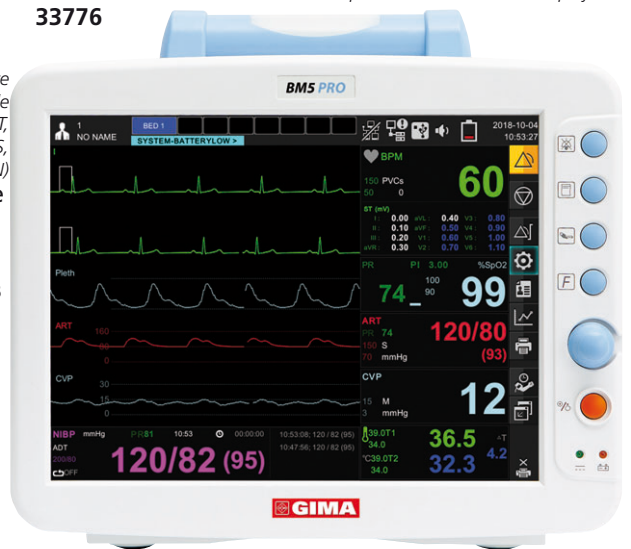 33776
BM5 PRO
1
NO NAME
BED 1
SYSTEM-BATTERYLOW >
2018-10-04
10:53:27
I
BPM
150 PVCs
50 0
60
ST (mV)
I: 0.00 aVL: 0.40 V3: 0.80
II: 0.10 aVF: 0.50 V4: 0.90
III: 0.20 V1: 0.60 V5: 1.00
aVR: 0.30 V2: 0.70 V6: 1.10
Pleth
PR PI 3.00 %SpO2
74 100 99
90
ART 160
80
0
ART
PR 74 120/80
150 S
70 mmHg (93)
CVP
30
15
0
CVP
15 M 12
3 mmHg
NIBP mmHg PR81 10:53 00:00:00 10:53:08; 120 / 82 (95)
ADT 10:47:56; 120 / 82 (95)
200/80
OFF
120/82 (95)
39.0T1 36.5 ΔT
34.0 4.2
°C39.0T2 32.3
34.0
F
GIMA